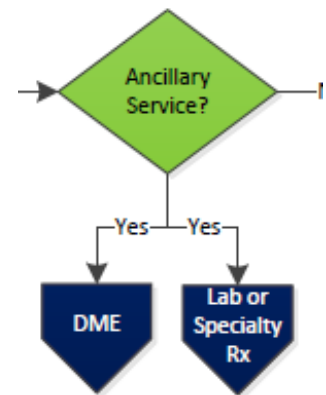 Ancillary
Service?
Yes
Yes
DME
Lab or
Specialty
Rx